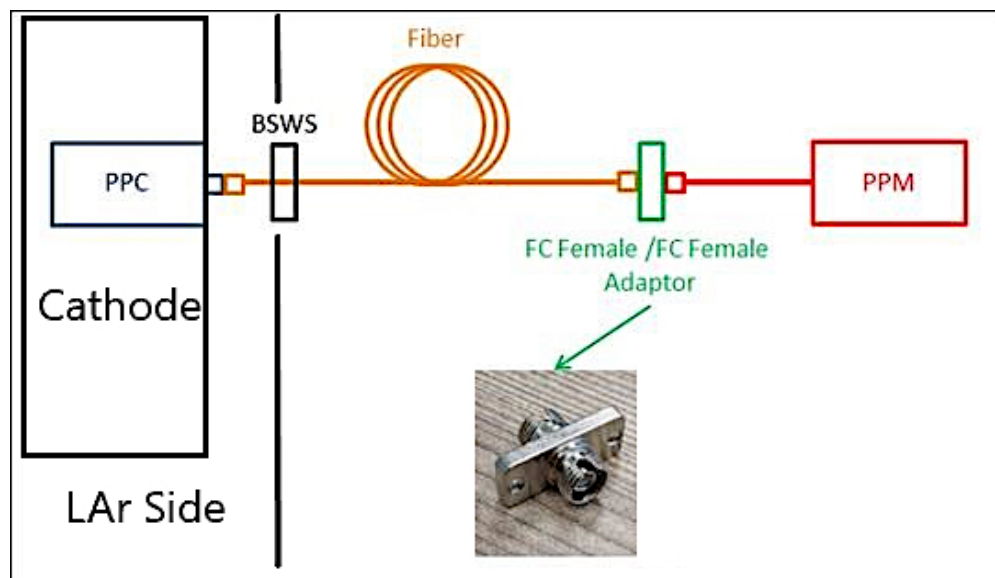 Fiber
BSWS
PPC
PPM
FC Female /FC Female
Adaptor
Cathode
LAr Side